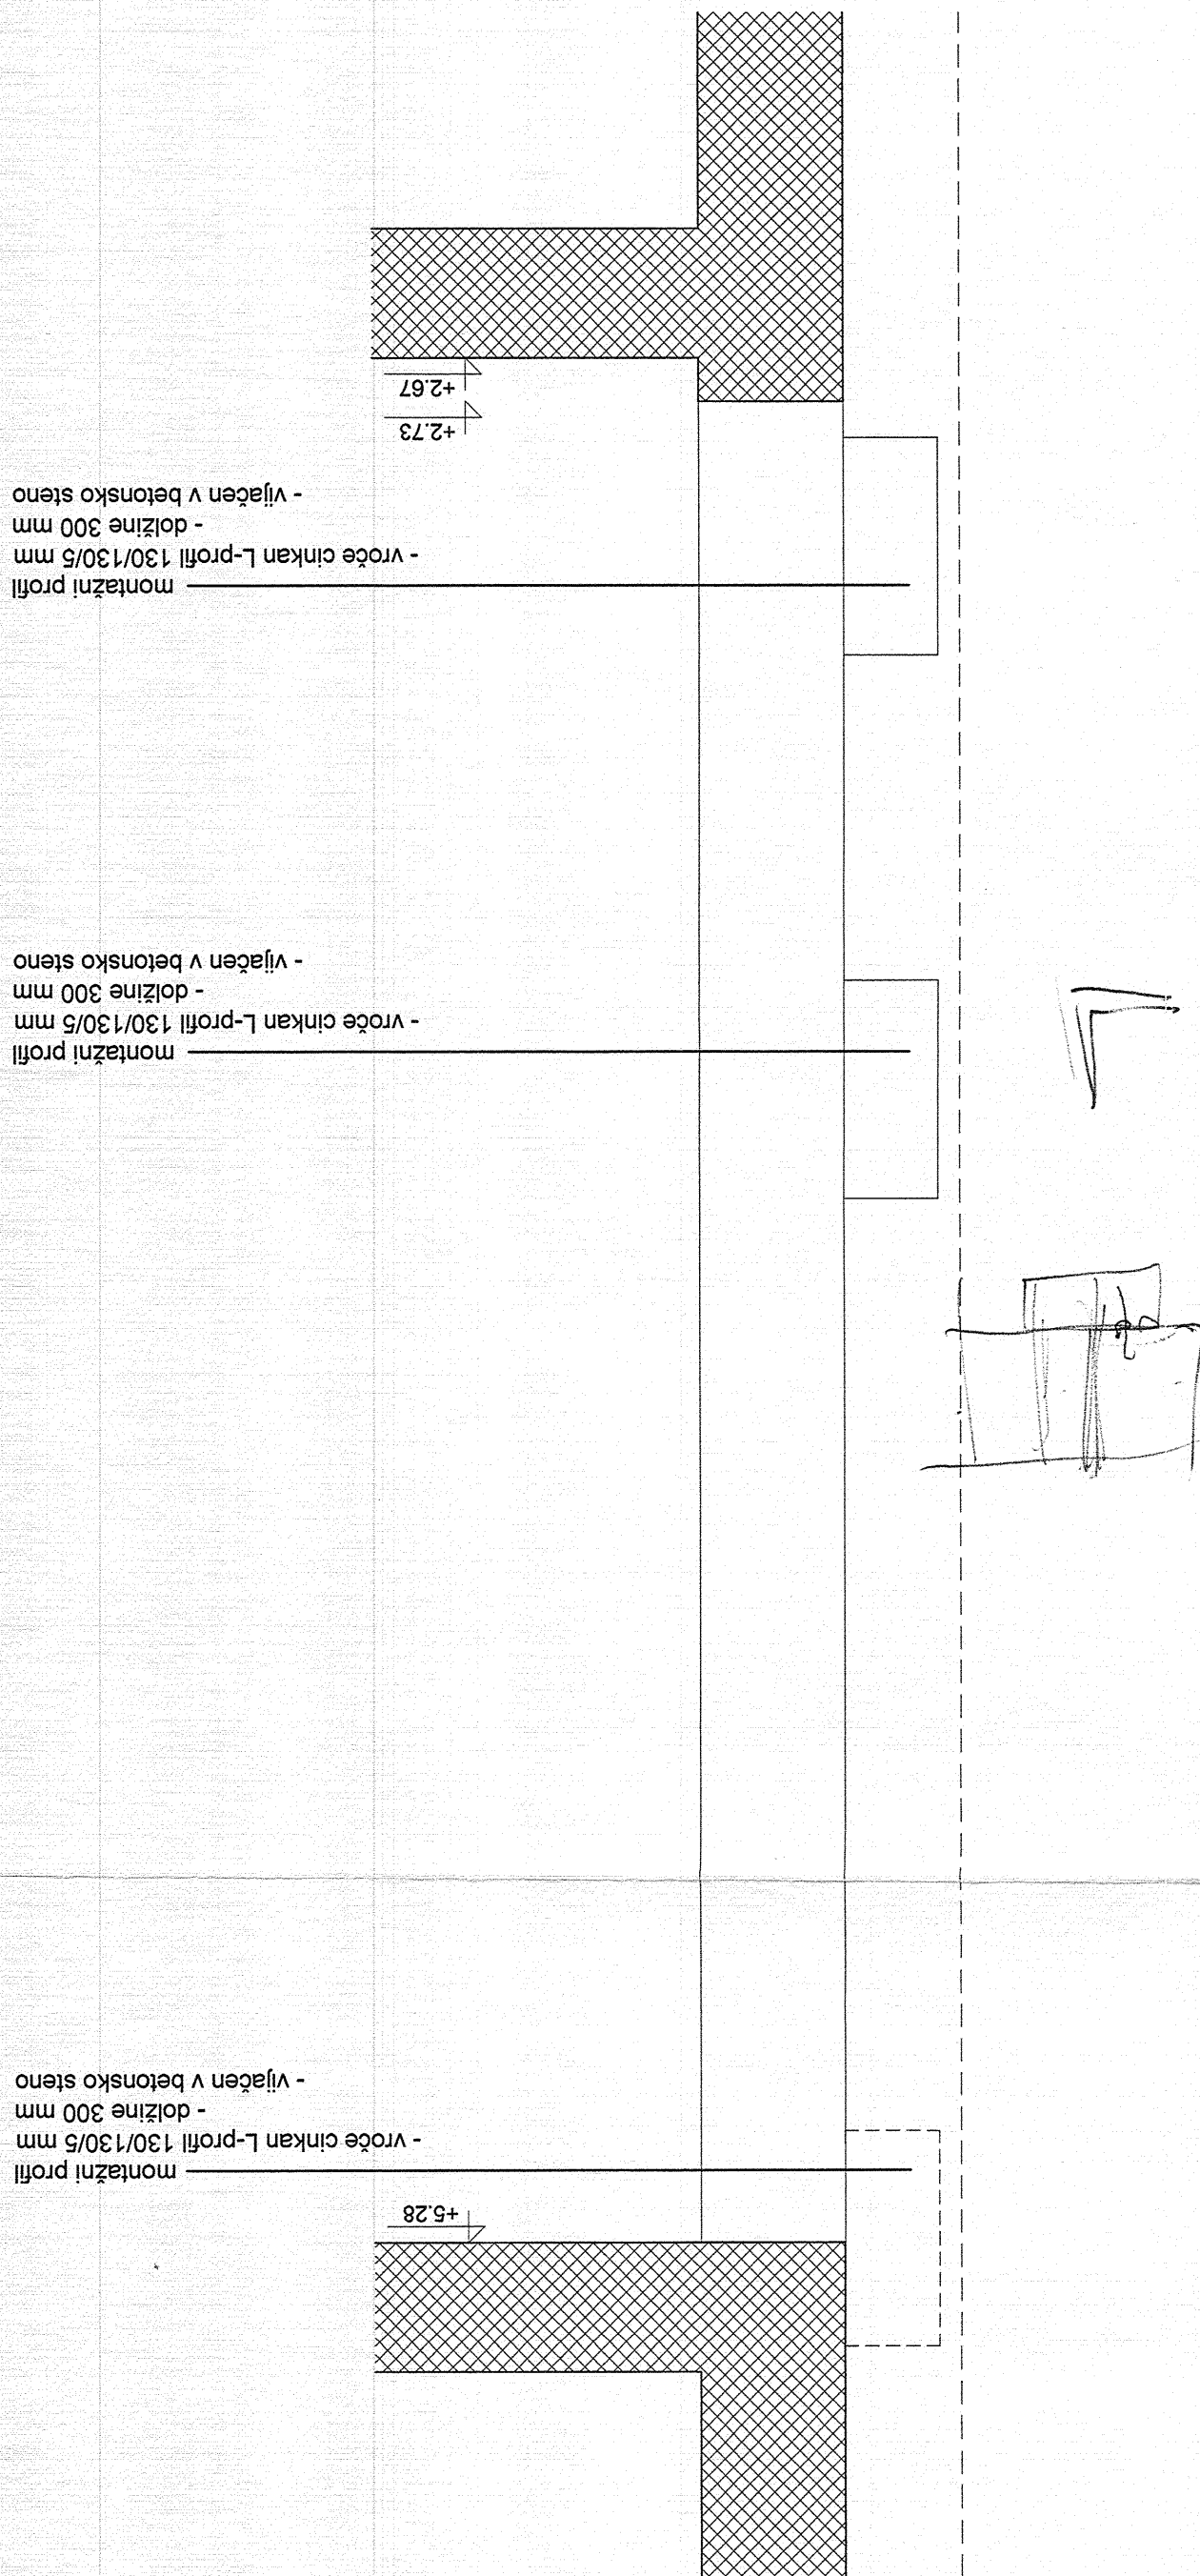 +5.28
montažni profil
- vroče cinkan L-profil 130/130/5 mm
- dolžine 300 mm
- vijačen v betonsko steno
montažni profil
- vroče cinkan L-profil 130/130/5 mm
- dolžine 300 mm
- vijačen v betonsko steno
montažni profil
- vroče cinkan L-profil 130/130/5 mm
- dolžine 300 mm
- vijačen v betonsko steno
+2.73
+2.67